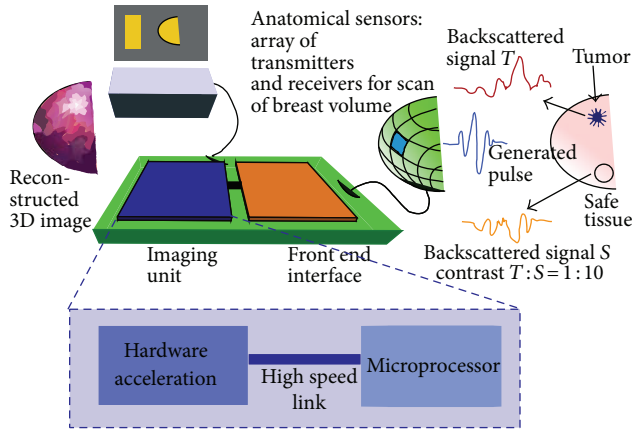 Anatomical sensors:
array of
transmitters
and receivers for scan
of breast volume
Backscattered
signal T
Tumor
Generated
pulse
Safe
tissue
Backscattered signal S
contrast T : S = 1 : 10
Recon-
structed
3D image
Imaging
unit
Front end
interface
Hardware
acceleration
High speed
link
Microprocessor